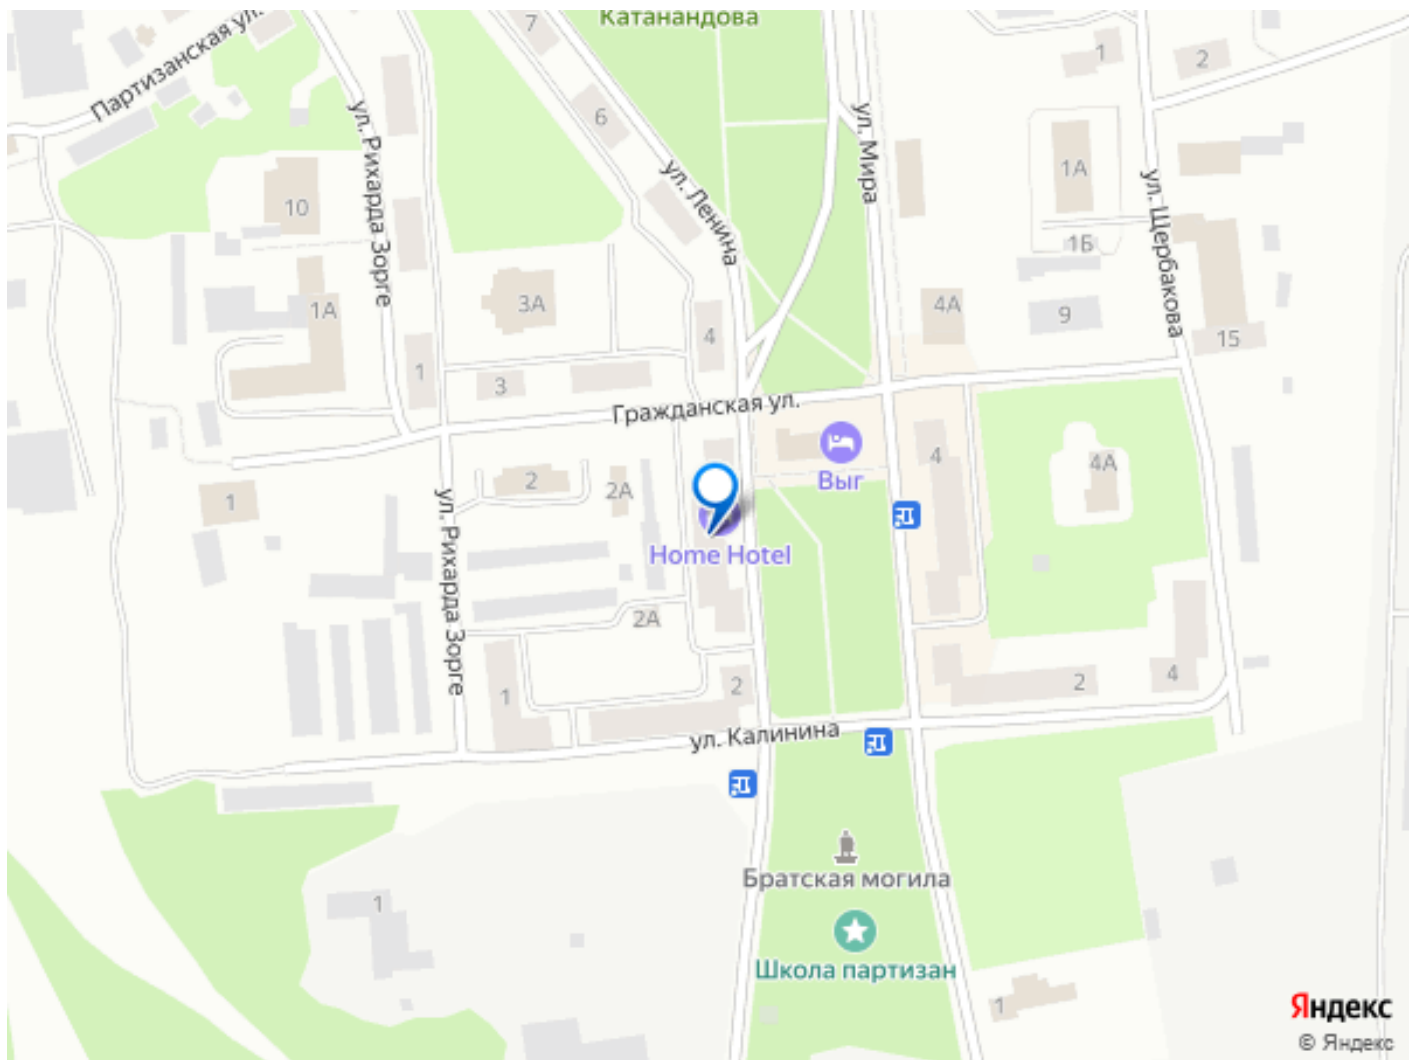 Катанандова
7
Партизанская ул.
1
2
6
ул. Рихарда Зорге
ул. Мира
ул. Ленина
1А
ул. Щербакова
10
1Б
3А
4А
1А
9
4
15
1
3
Гражданская ул.
4
4А
Выг
2
2А
1
Home Hotel
ул. Рихарда Зорге
2А
1
2
2
4
ул. Калинина
Братская могила
1
Школа партизан
1
Яндекс
© Яндекс